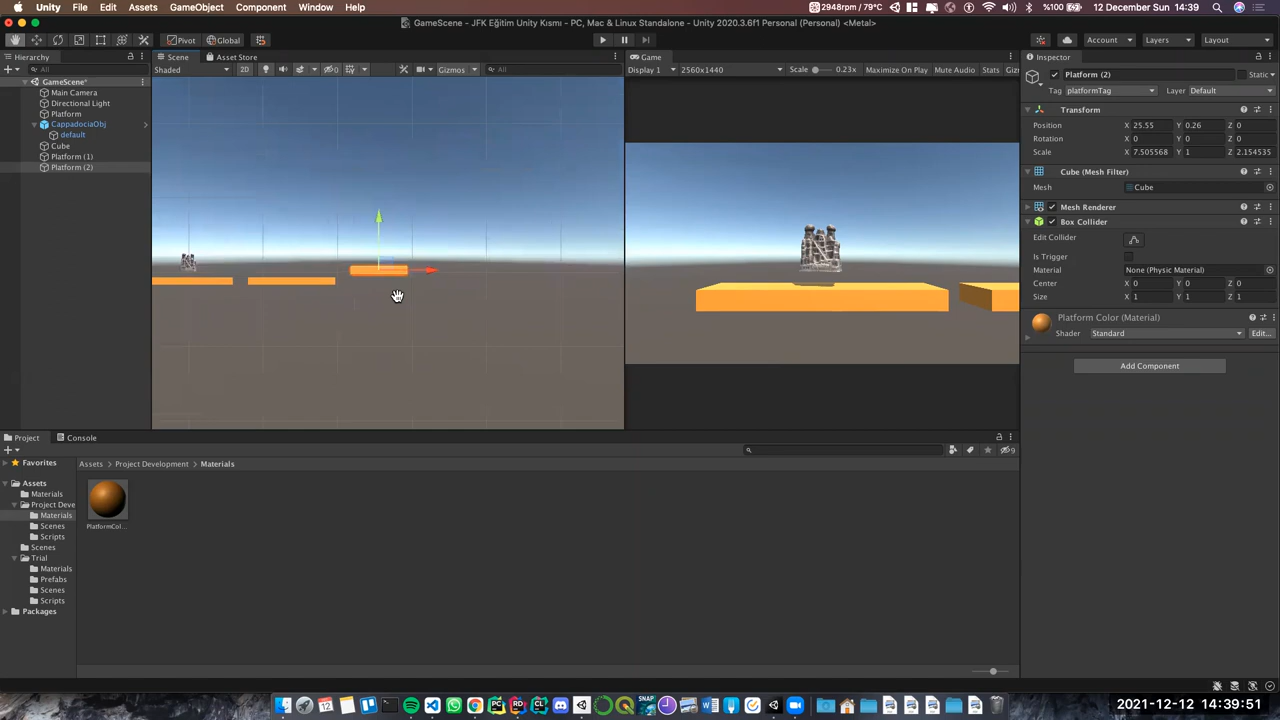 Unity File Edit Assets GameObject Component Window Help 2948rpm %100 12 December Sun 14:39
GameScene - JFK Eğitim Unity Kısmı - PC, Mac & Linux Standalone - Unity 2020.3.6f1 Personal (Personal) <Metal>
Pivot Global Account Layers Layout
Hierarchy Scene Asset Store Game Inspector
All Shaded 2D 0 Gizmos All Display 1 2560x1440 Scale 0.23x Maximize On Play Mute Audio Stats Gizmos
GameScene*
Main Camera
Directional Light
Platform
CappadociaObj
default
Cube
Platform (1)
Platform (2)
Platform (2) Static
Tag platformTag Layer Default
Transform
Position X 25.55 Y 0.26 Z 0
Rotation X 0 Y 0 Z 0
Scale X 7.505568 Y 1 Z 2.154535
Cube (Mesh Filter)
Mesh Cube
Mesh Renderer
Box Collider
Edit Collider
Is Trigger
Material None (Physic Material)
Center X 0 Y 0 Z 0
Size X 1 Y 1 Z 1
Platform Color (Material)
Shader Standard Edit...
Add Component
Project Console
9
Favorites
Assets
Materials
Project Deve
Materials
Scenes
Scripts
Scenes
Trial
Materials
Prefabs
Scenes
Scripts
Packages
Assets Project Development Materials
PlatformCol...
2021-12-12 14:39:51